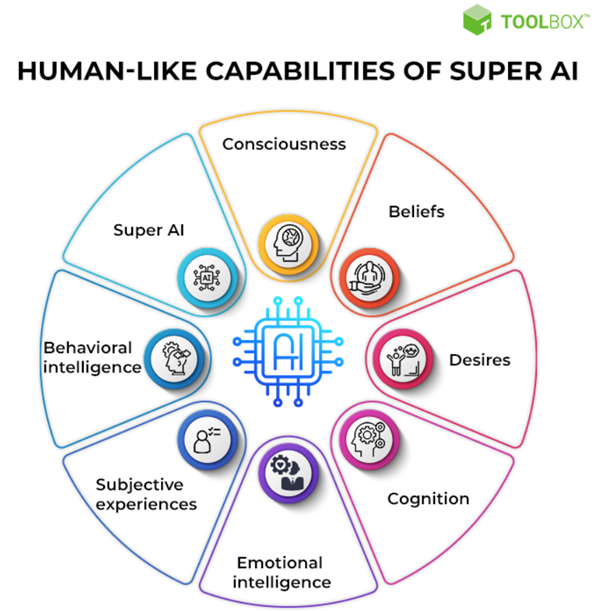 TOOLBOX™
HUMAN-LIKE CAPABILITIES OF SUPER AI
Consciousness
Beliefs
Desires
Cognition
Emotional
intelligence
Subjective
experiences
Behavioral
intelligence
Super AI
AI
AI